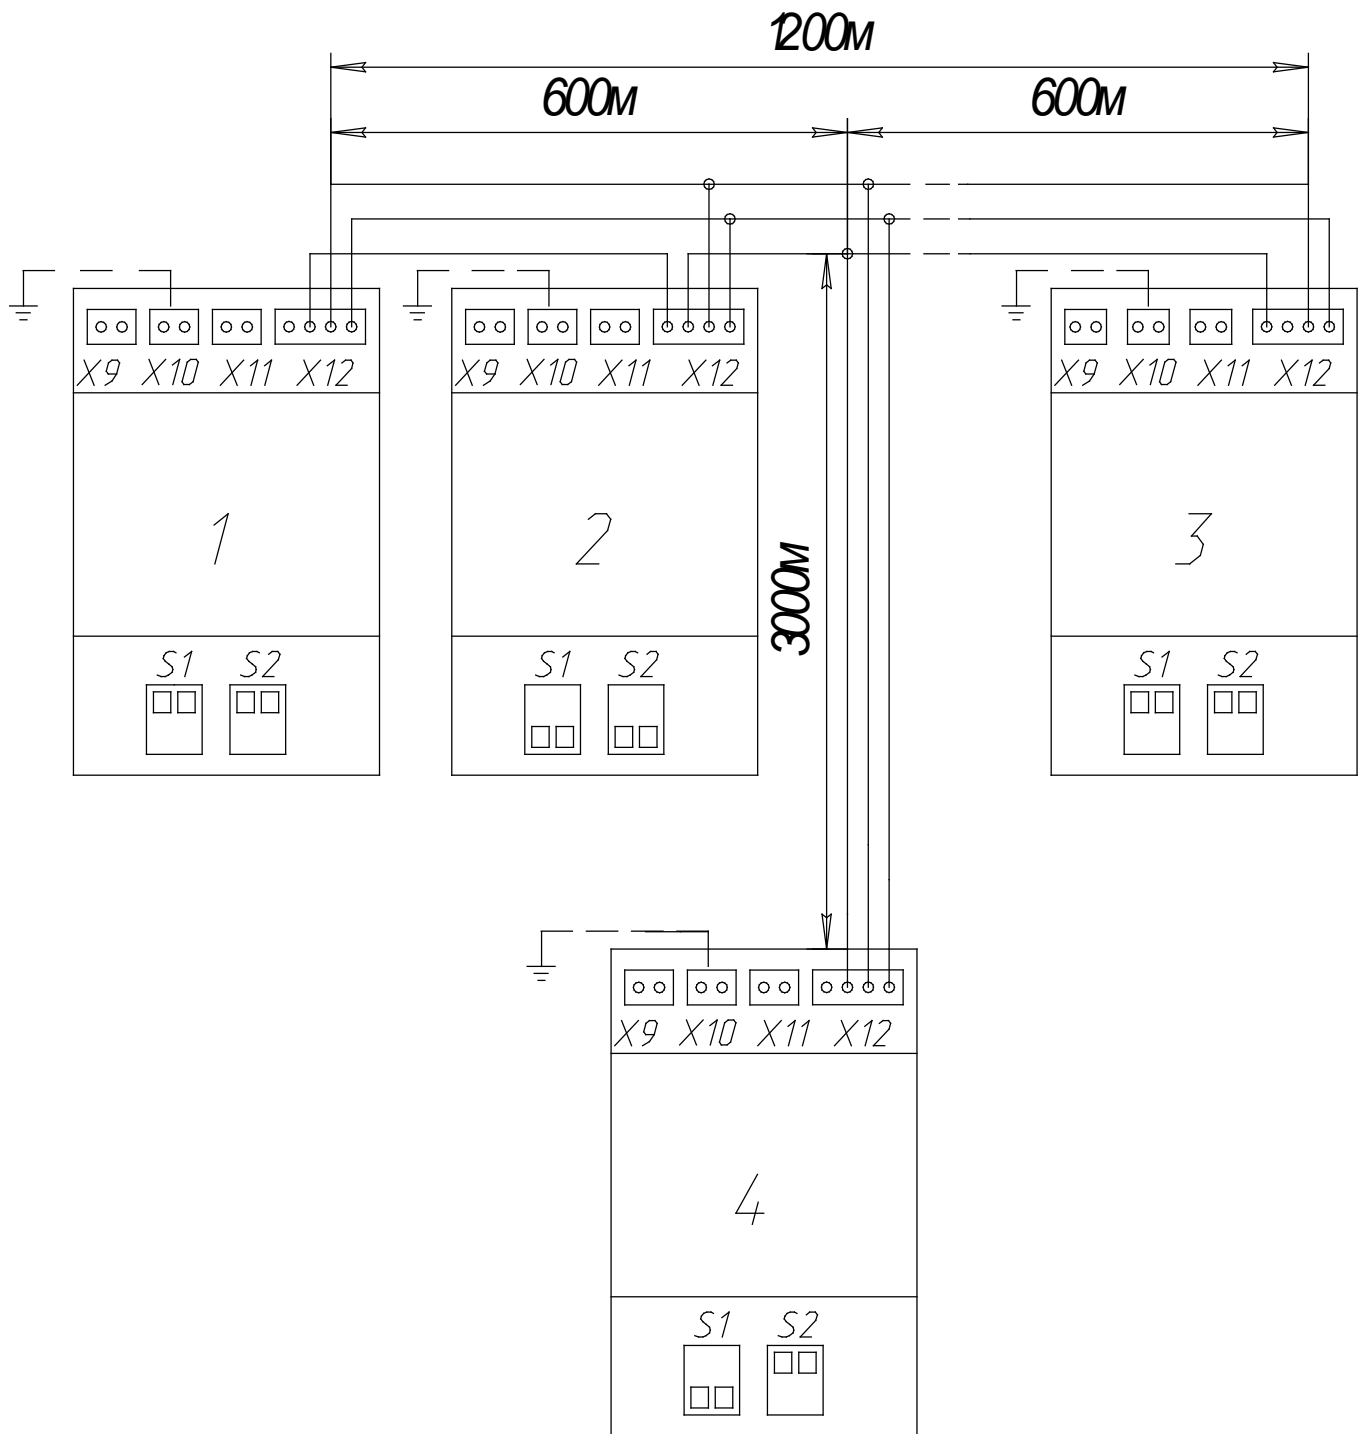 1200м
600м 600м
X9 X10 X11 X12 X9 X10 X11 X12 X9 X10 X11 X12
1 2 3
3000м
S1 S2 S1 S2 S1 S2
X9 X10 X11 X12
4
S1 S2